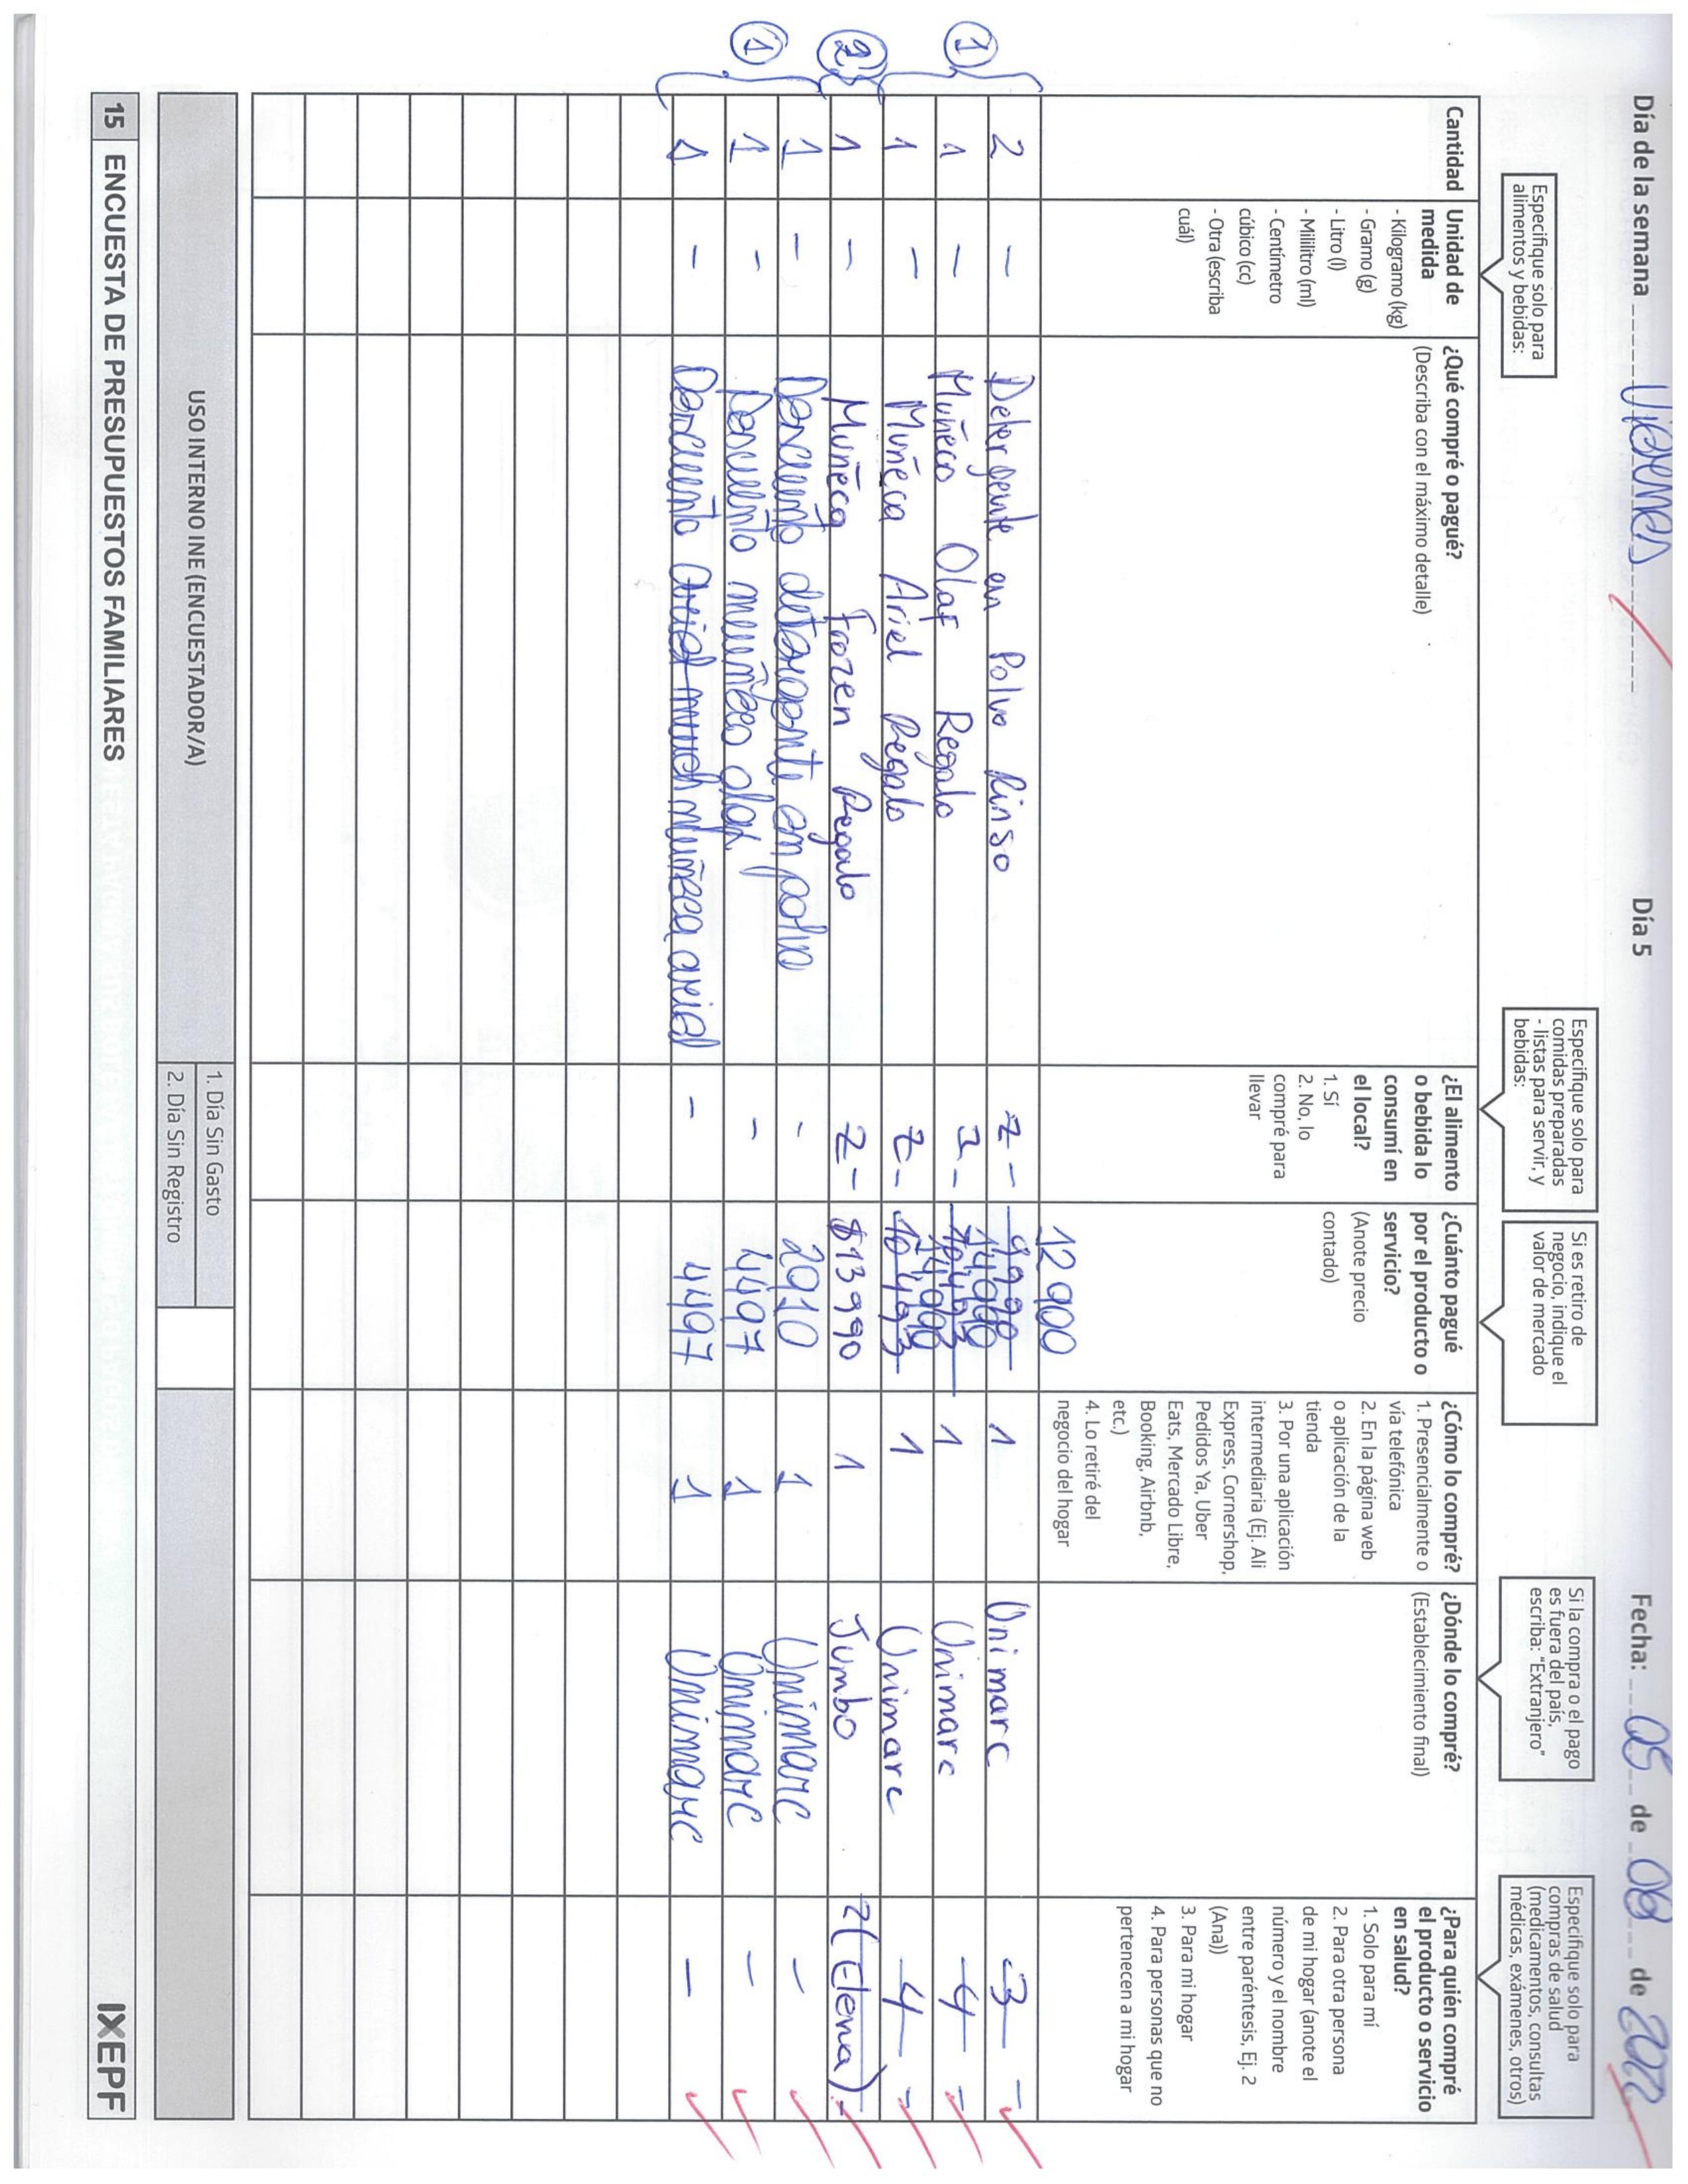 Día de la semana Viernes Día 5 Fecha: 05 de 08 de 2022
Especifique solo para
alimentos y bebidas:
Especifique solo para
comidas preparadas
- listas para servir, y
bebidas:
Si es retiro de
negocio, indique el
valor de mercado
Si la compra o el pago
es fuera del país,
escriba: “Extranjero”
Especifique solo para
compras de salud
(medicamentos, consultas
médicas, exámenes, otros)
Cantidad
Unidad de
medida
- Kilogramo (kg)
- Gramo (g)
- Litro (l)
- Mililitro (ml)
- Centímetro
cúbico (cc)
- Otra (escriba
cuál)
¿Qué compré o pagué?
(Describa con el máximo detalle)
¿El alimento
o bebida lo
consumí en
el local?
1. Sí
2. No, lo
compré para
llevar
¿Cuánto pagué
por el producto o
servicio?
(Anote precio
contado)
¿Cómo lo compré?
1. Presencialmente o
vía telefónica
2. En la página web
o aplicación de la
tienda
3. Por una aplicación
intermediaria (Ej. Ali
Express, Cornershop,
Pedidos Ya, Uber
Eats, Mercado Libre,
Booking, Airbnb,
etc.)
4. Lo retiré del
negocio del hogar
¿Dónde lo compré?
(Establecimiento final)
¿Para quién compré
el producto o servicio
en salud?
1. Solo para mí
2. Para otra persona
de mi hogar (anote el
número y el nombre
entre paréntesis, Ej. 2
(Ana))
3. Para mi hogar
4. Para personas que no
pertenecen a mi hogar
12 900
2 - Detergente en Polvo Rinso 2 - 9990 1 Unimarc 3 -
14,990
1 1 - Muñeco Olaf Regalo - 10,493 1 Unimarc 4 -
14,990
1 - Muñeca Ariel Regalo 2 - 10 493 1 Unimarc 4 -
2 1 - Muñeca Frozen Regalo 2 - $13990 1 Jumbo 2 (Elena) -
1 - Descuento detergente en polvo - 2910 1 Unimarc -
1 1 - Descuento muñeco olaf - 4497 1 Unimarc -
1 - Descuento Ariel muñeca ariel - 4497 1 Unimarc -
USO INTERNO INE (ENCUESTADOR/A)
1. Día Sin Gasto
2. Día Sin Registro
15 ENCUESTA DE PRESUPUESTOS FAMILIARES IXEPF